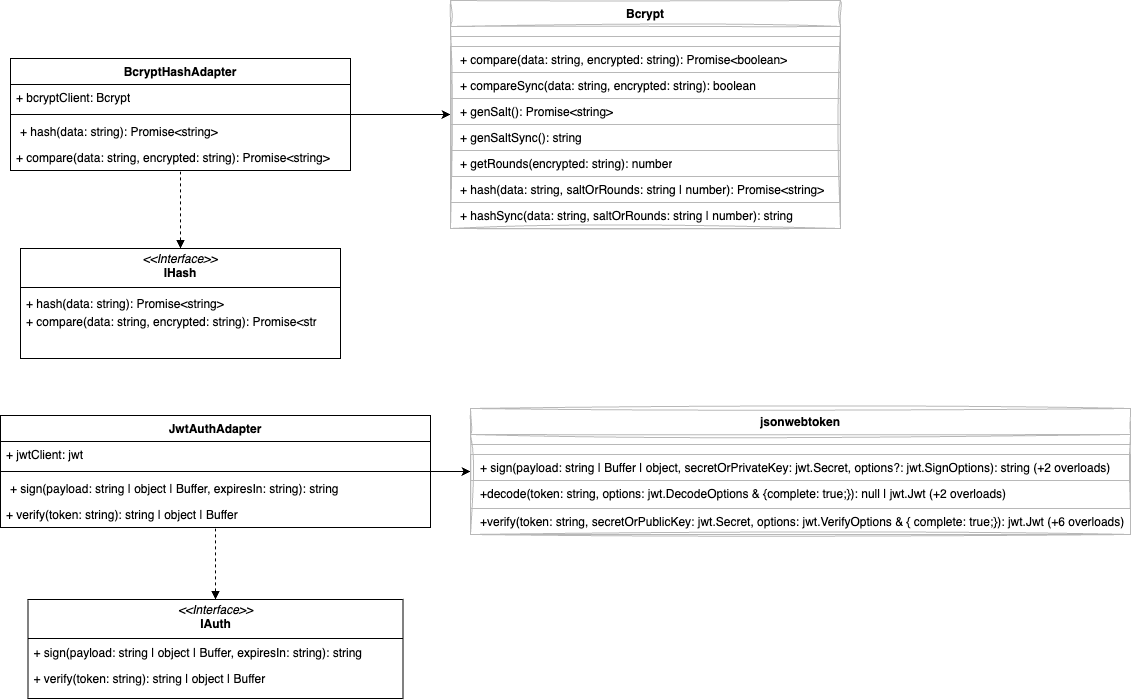 Bcrypt
+ compare(data: string, encrypted: string): Promise<boolean>
+ compareSync(data: string, encrypted: string): boolean
+ genSalt(): Promise<string>
+ genSaltSync(): string
+ getRounds(encrypted: string): number
+ hash(data: string, saltOrRounds: string | number): Promise<string>
+ hashSync(data: string, saltOrRounds: string | number): string
BcryptHashAdapter
+ bcryptClient: Bcrypt
+ hash(data: string): Promise<string>
+ compare(data: string, encrypted: string): Promise<string>
<<Interface>>
IHash
+ hash(data: string): Promise<string>
+ compare(data: string, encrypted: string): Promise<str
JwtAuthAdapter
+ jwtClient: jwt
+ sign(payload: string | object | Buffer, expiresIn: string): string
+ verify(token: string): string | object | Buffer
jsonwebtoken
+ sign(payload: string | Buffer | object, secretOrPrivateKey: jwt.Secret, options?: jwt.SignOptions): string (+2 overloads)
+decode(token: string, options: jwt.DecodeOptions & {complete: true;}): null | jwt.Jwt (+2 overloads)
+verify(token: string, secretOrPublicKey: jwt.Secret, options: jwt.VerifyOptions & { complete: true;}): jwt.Jwt (+6 overloads)
<<Interface>>
IAuth
+ sign(payload: string | object | Buffer, expiresIn: string): string
+ verify(token: string): string | object | Buffer